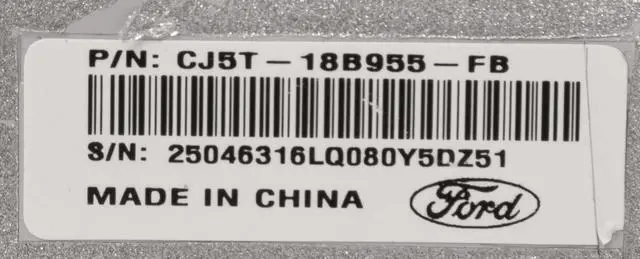 P/N: CJ5T-18B955-FB
S/N: 25046316LQ080Y5DZ51
MADE IN CHINA
Ford